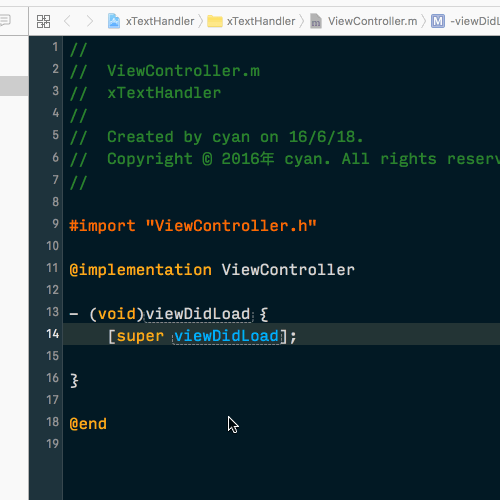 xTextHandler xTextHandler ViewController.m M
1 //
2 // ViewController.m
3 // xTextHandler
4 //
5 // Created by cyan on 16/6/18.
6 // Copyright © 2016年 cyan. All rights
7 //
8
9 #import "ViewController.h"
10
11 @implementation ViewController
12
13 - (void)viewDidLoad {
14 [super viewDidLoad];
15
16 }
17
18 @end
19